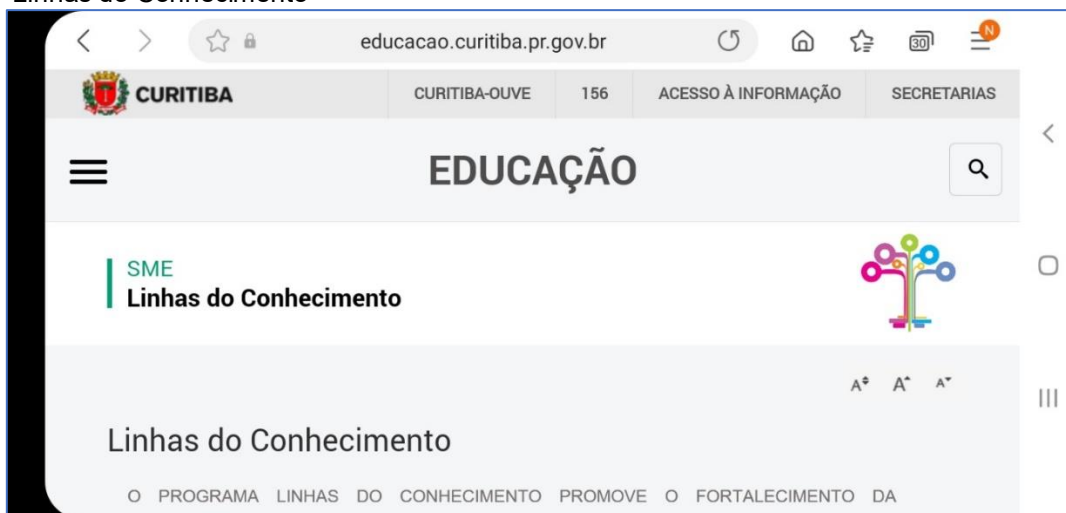 Linhas do Conhecimento
educacao.curitiba.pr.gov.br 30 N
CURITIBA CURITIBA-OUVE 156 ACESSO À INFORMAÇÃO SECRETARIAS
EDUCAÇÃO
SME
Linhas do Conhecimento
A A A
Linhas do Conhecimento
O PROGRAMA LINHAS DO CONHECIMENTO PROMOVE O FORTALECIMENTO DA